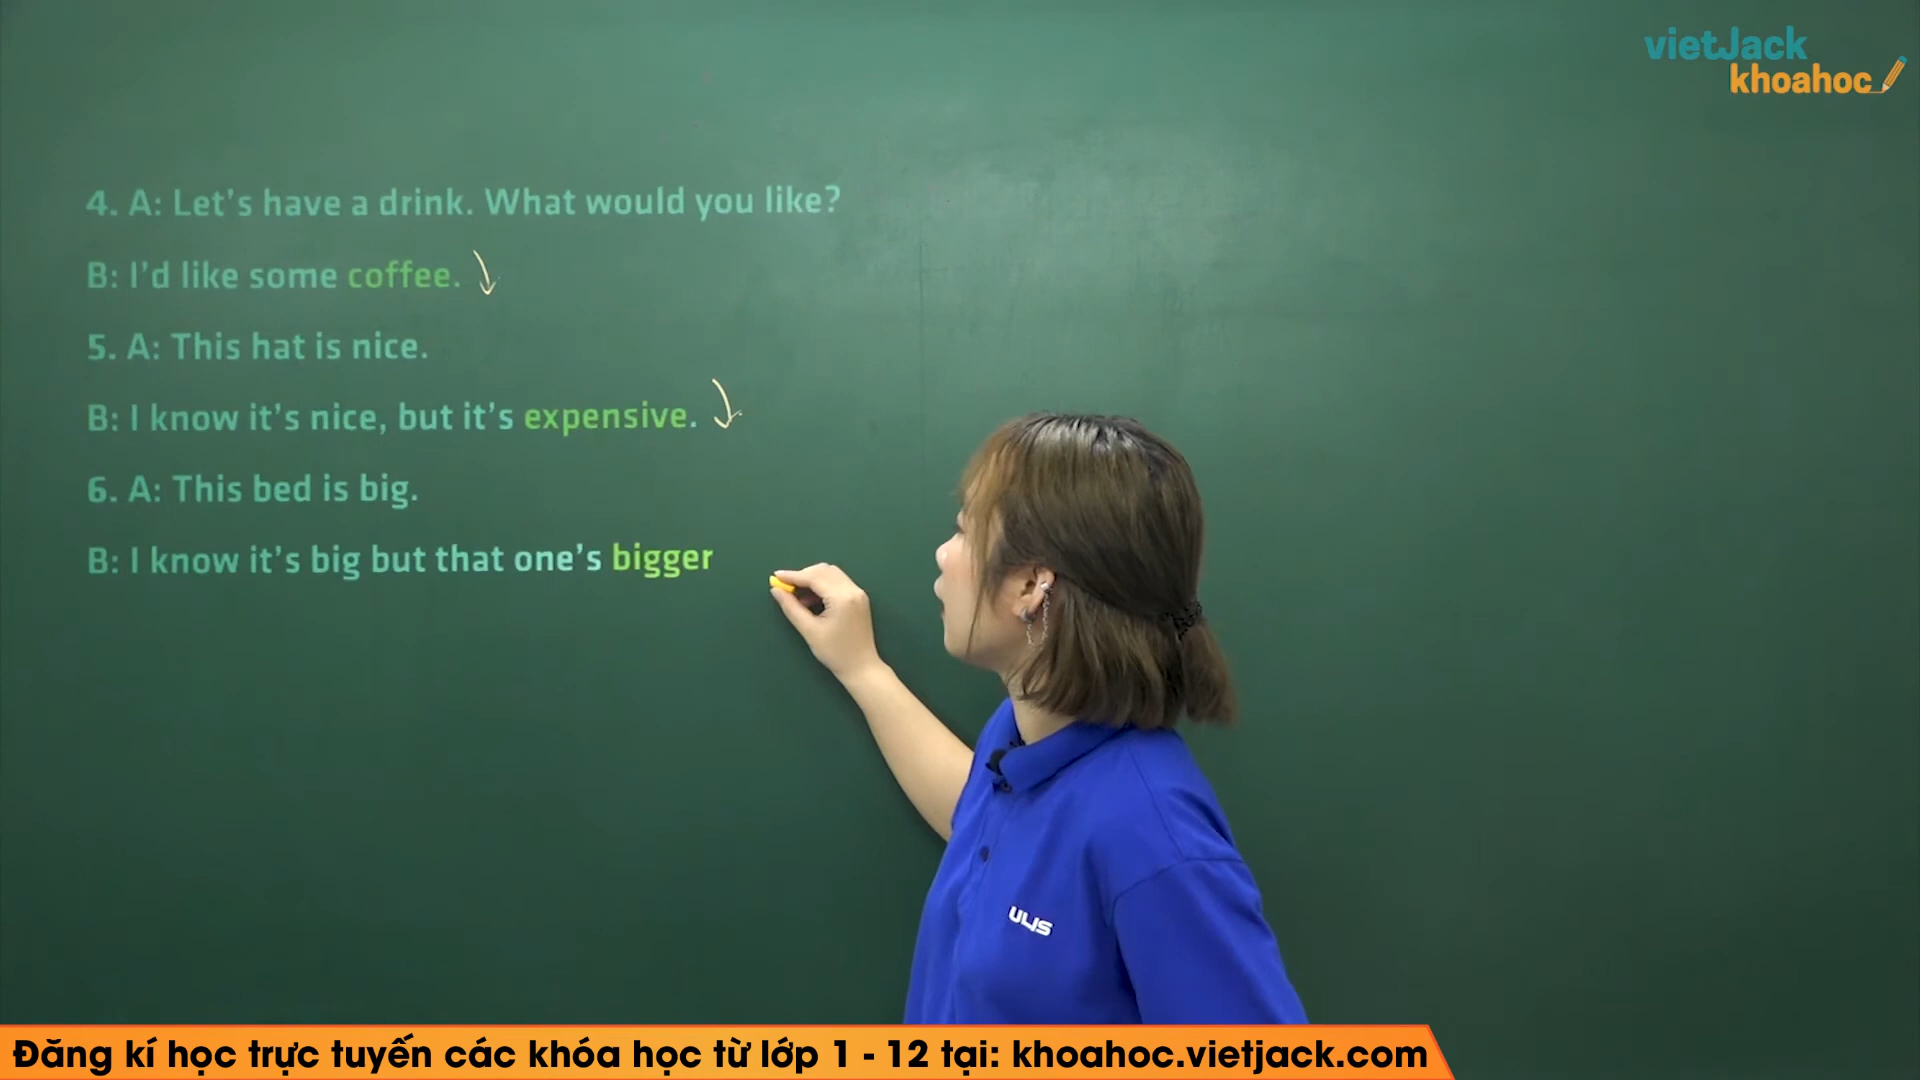 vietJack
khoahoc
4. A: Let's have a drink. What would you like?
B: I'd like some coffee.
5. A: This hat is nice.
B: I know it's nice, but it's expensive.
6. A: This bed is big.
B: I know it's big but that one's bigger
ULIS
Đăng kí học trực tuyến các khóa học từ lớp 1 - 12 tại: khoahoc.vietjack.com